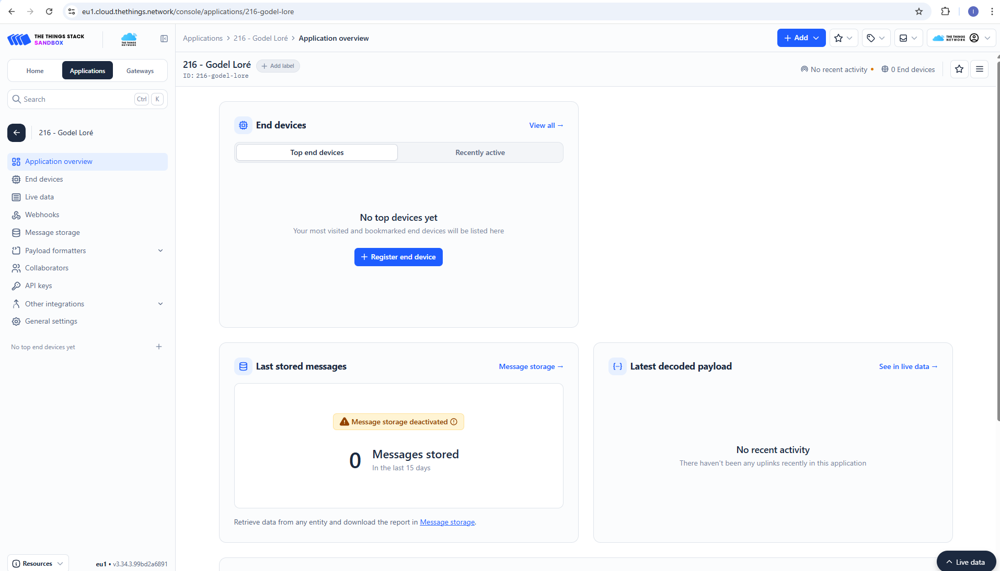 eu1.cloud.thethings.network/console/applications/216-godel-lore
I
THE THINGS STACK
SANDBOX
THE THINGS
NETWORK
Applications > 216 - Godel Loré > Application overview
+ Add
THE THINGS
NETWORK
Home
Applications
Gateways
216 - Godel Loré
+ Add label
ID: 216-godel-lore
No recent activity
0 End devices
Search
Ctrl
K
216 - Godel Loré
Application overview
End devices
Live data
Webhooks
Message storage
Payload formatters
Collaborators
API keys
Other integrations
General settings
No top end devices yet
+
End devices
View all →
Top end devices
Recently active
No top devices yet
Your most visited and bookmarked end devices will be listed here
+ Register end device
Last stored messages
Message storage →
Message storage deactivated
0
Messages stored
In the last 15 days
Retrieve data from any entity and download the report in Message storage.
Latest decoded payload
See in live data →
No recent activity
There haven't been any uplinks recently in this application
Resources
eu1 • v3.34.3.99bd2a6891
Live data